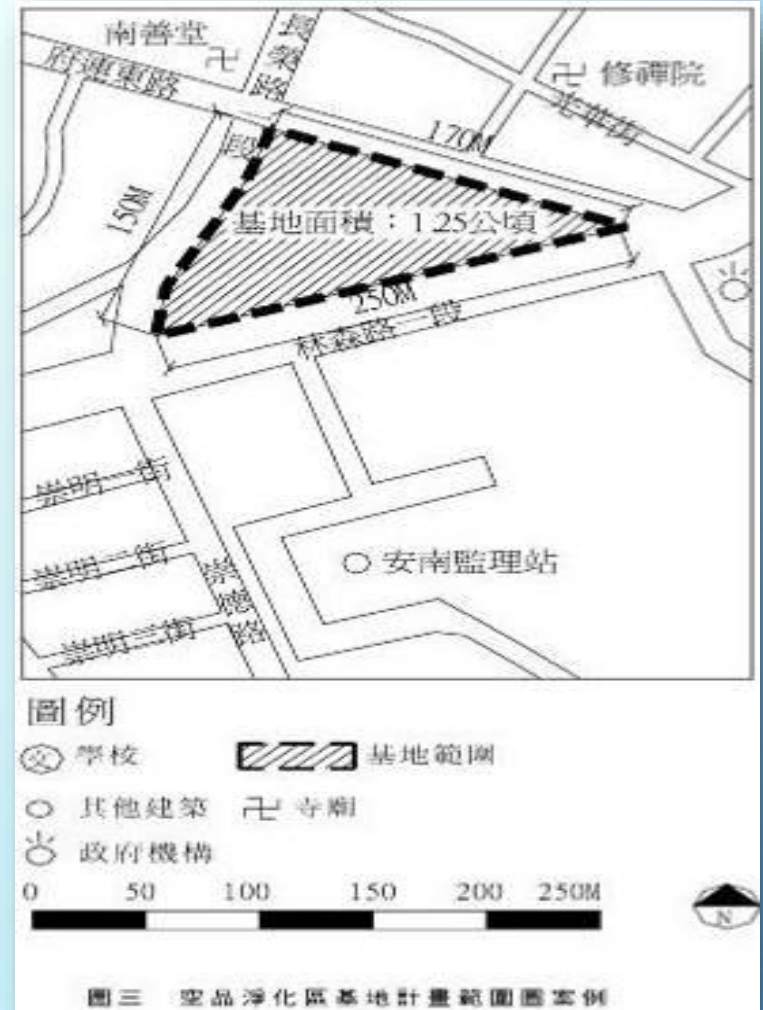 南善堂
長榮路
段
府連東路
修禪院
光華街
170M
150M
基地面積：1.25公頃
250M
林森路一段
崇明一街
崇明二街
崇明三街
崇德路
安南監理站
圖例
文 學校
基地範圍
其他建築
卍 寺廟
政府機構
0 50 100 150 200 250M
N
圖三 空品淨化區基地計畫範圍圖案例